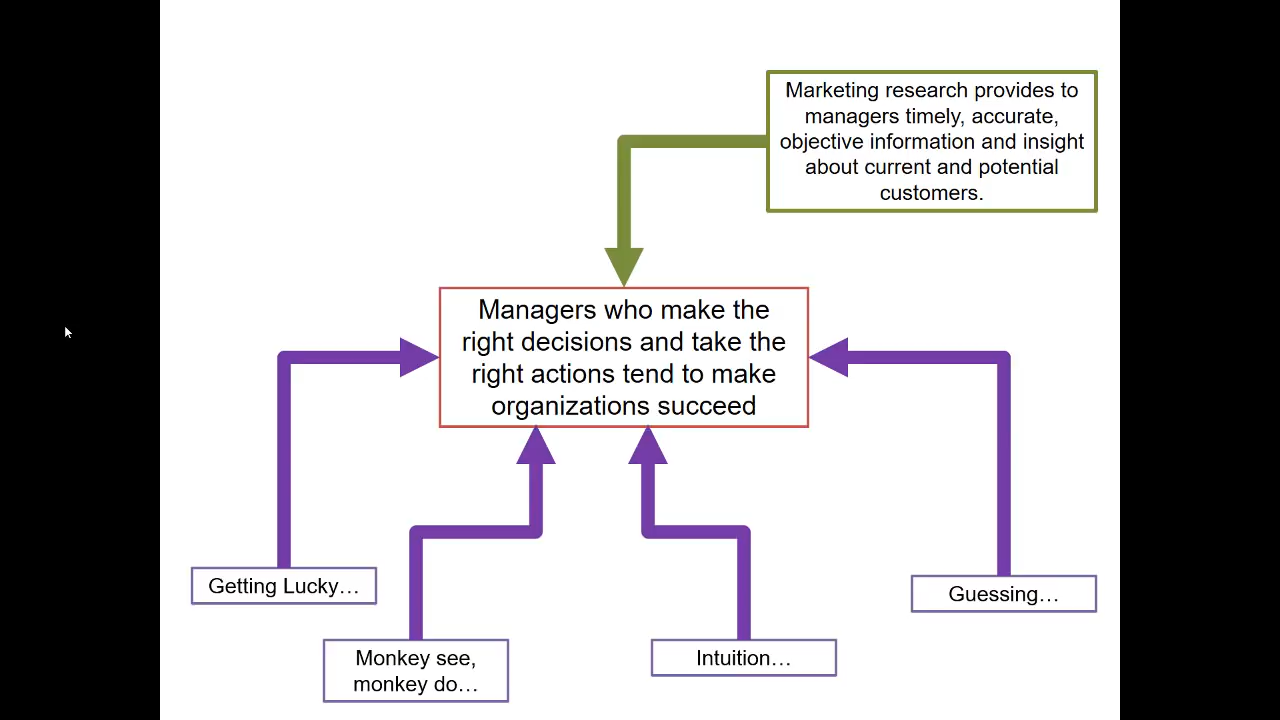 Marketing research provides to
managers timely, accurate,
objective information and insight
about current and potential
customers.
Managers who make the
right decisions and take the
right actions tend to make
organizations succeed
Getting Lucky…
Guessing…
Monkey see,
monkey do…
Intuition…